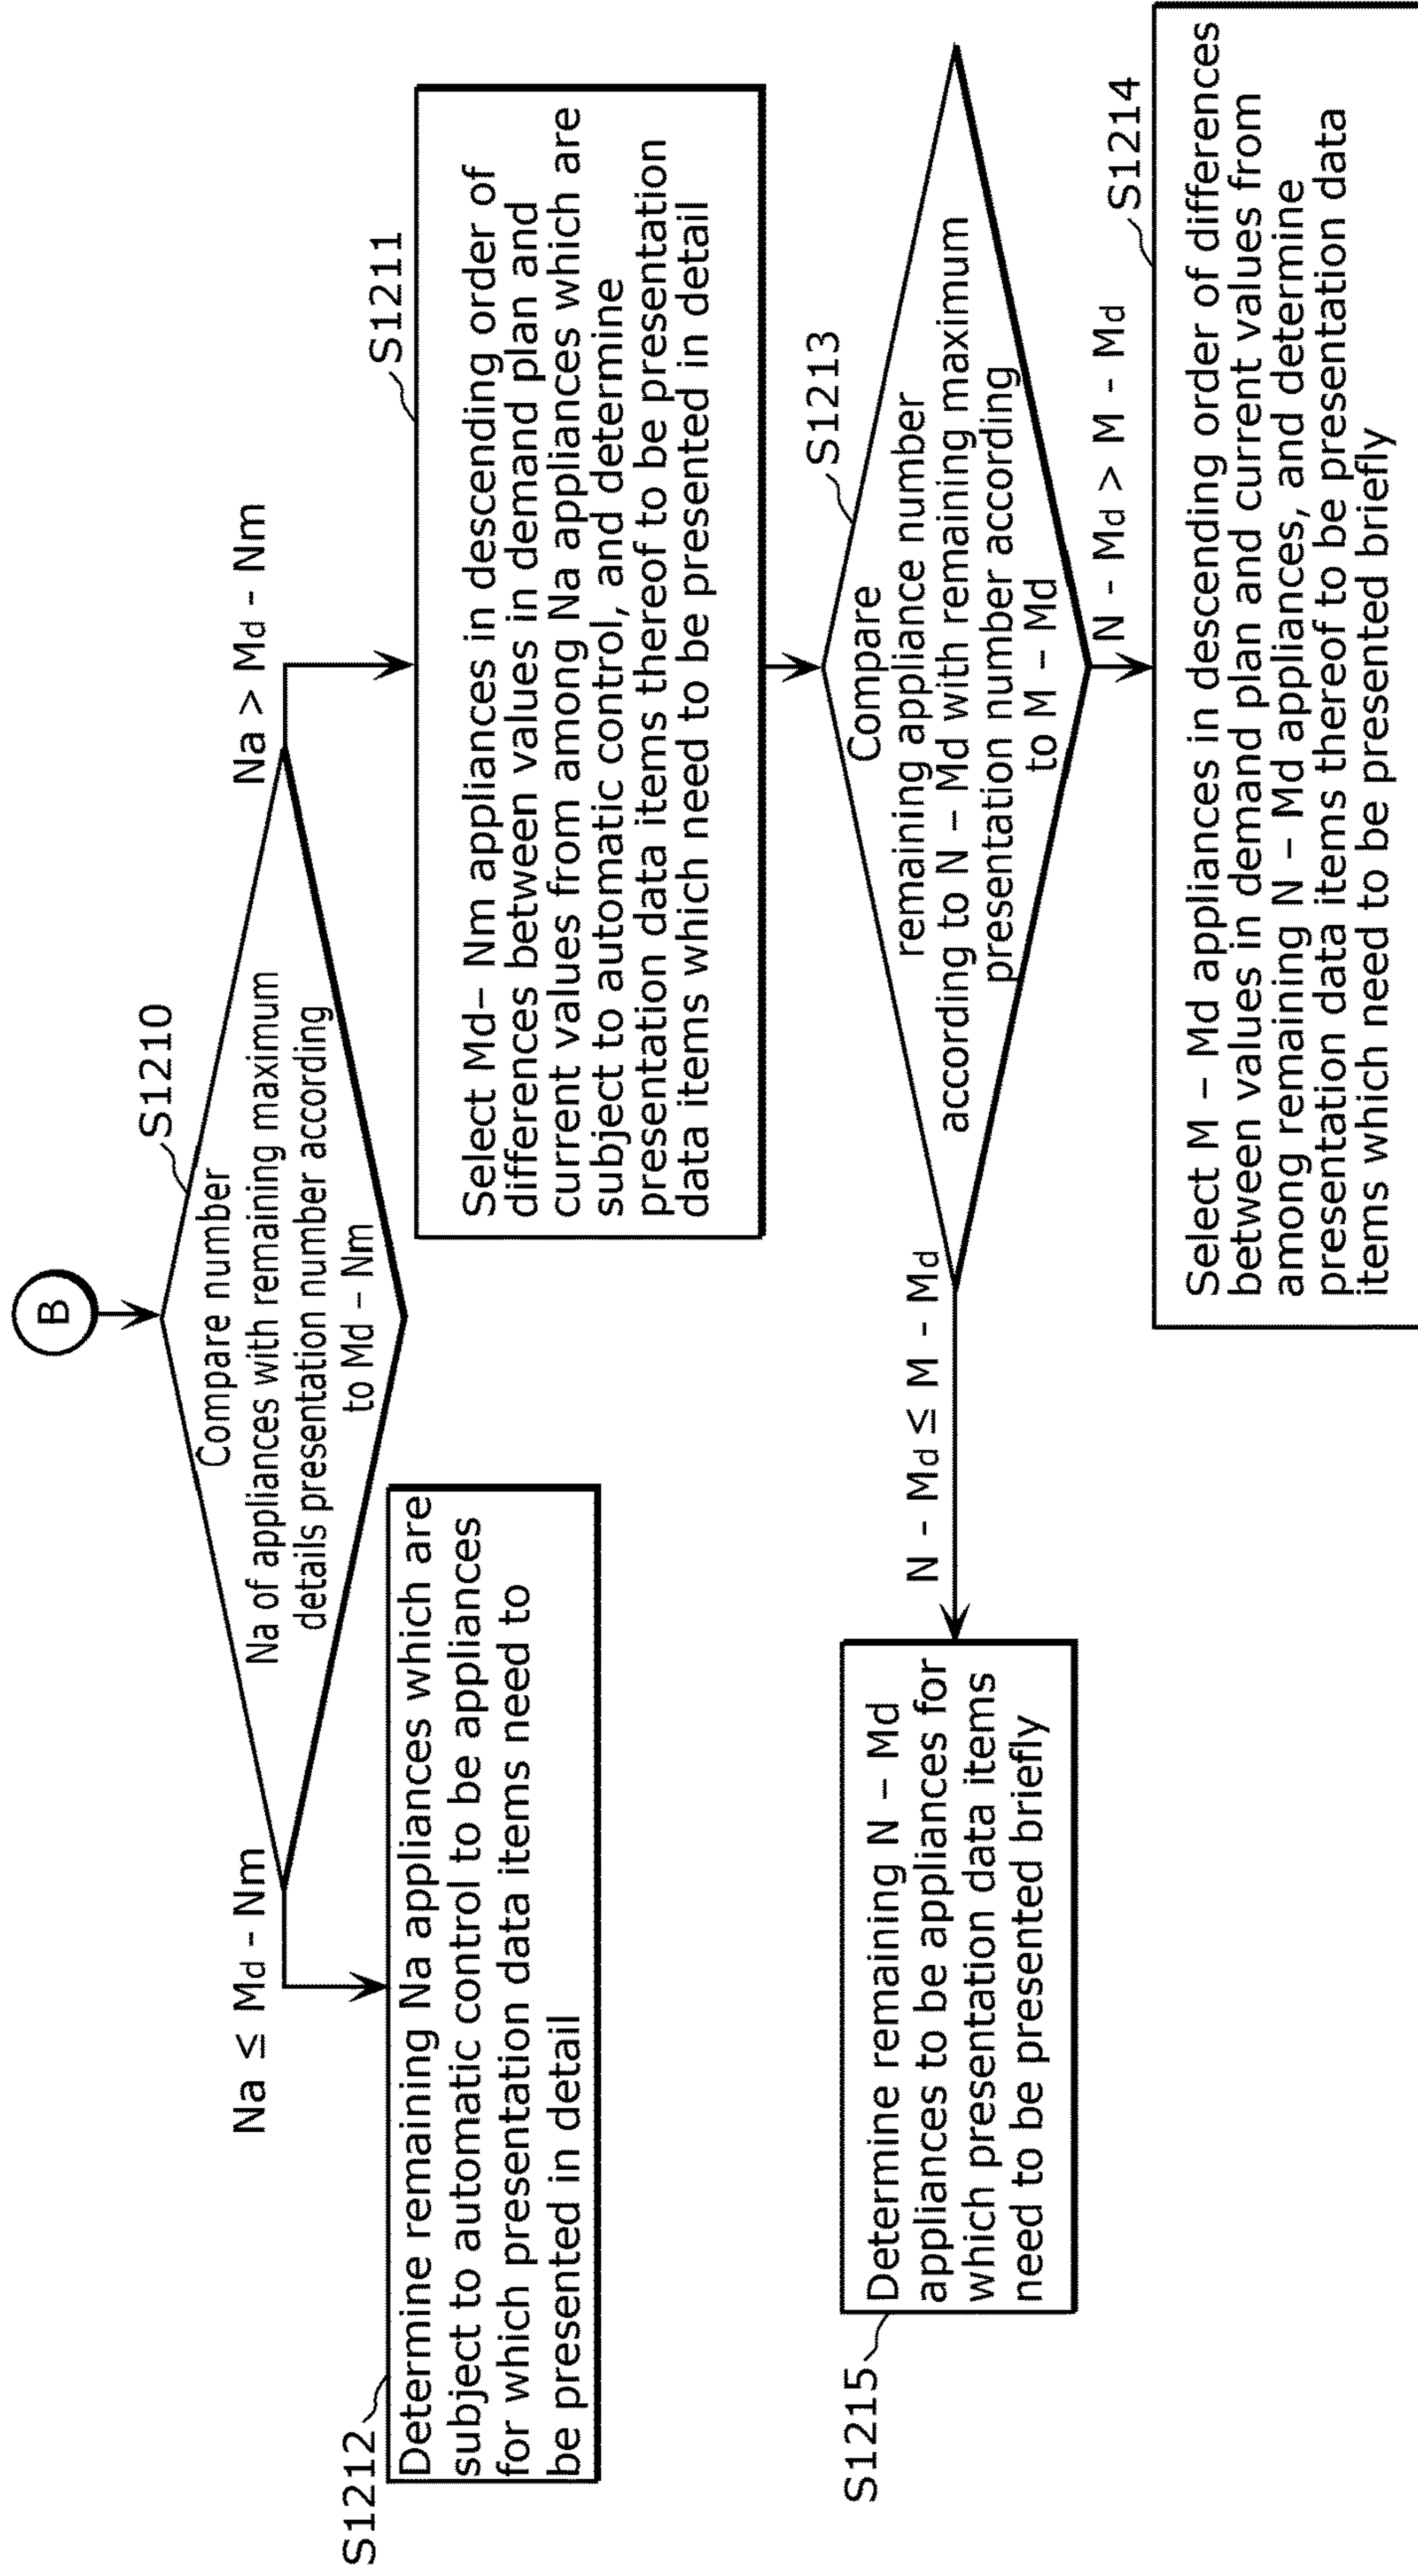 B
S1210
Compare number
Na of appliances with remaining maximum
details presentation number according
to Md – Nm
Na ≤ Md - Nm
Na > Md - Nm
S1212
Determine remaining Na appliances which are
subject to automatic control to be appliances
for which presentation data items need to
be presented in detail
S1211
Select Md– Nm appliances in descending order of
differences between values in demand plan and
current values from among Na appliances which are
subject to automatic control, and determine
presentation data items thereof to be presentation
data items which need to be presented in detail
S1213
Compare
remaining appliance number
according to N – Md with remaining maximum
presentation number according
to M – Md
N - Md ≤ M - Md
N - Md > M - Md
S1215
Determine remaining N – Md
appliances to be appliances for
which presentation data items
need to be presented briefly
S1214
Select M – Md appliances in descending order of differences
between values in demand plan and current values from
among remaining N – Md appliances, and determine
presentation data items thereof to be presentation data
items which need to be presented briefly